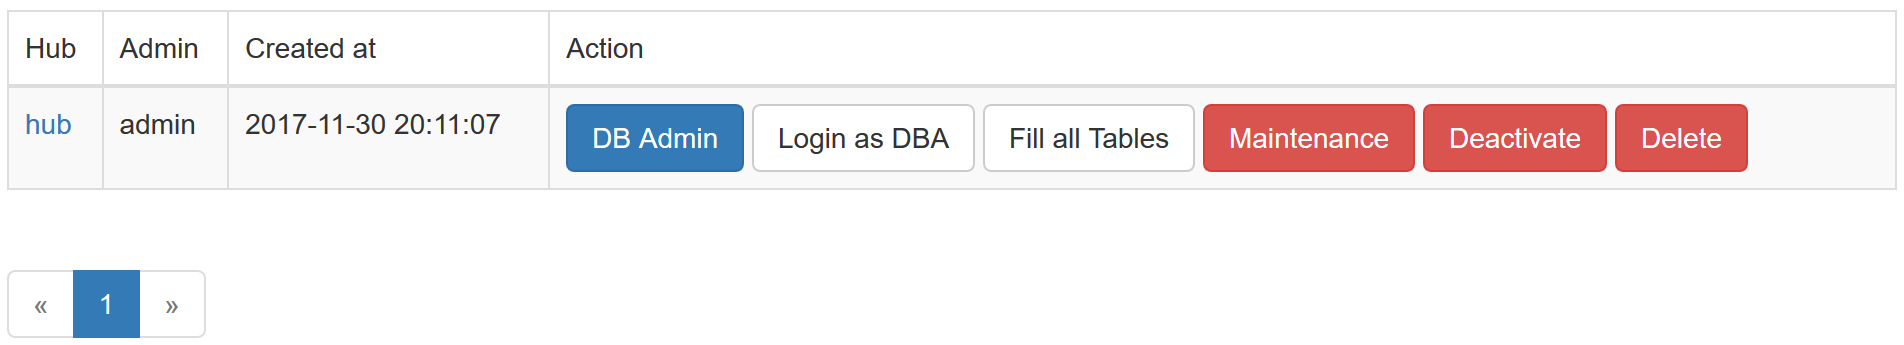 Hub Admin Created at Action
hub admin 2017-11-30 20:11:07 DB Admin Login as DBA Fill all Tables Maintenance Deactivate Delete
« 1 »